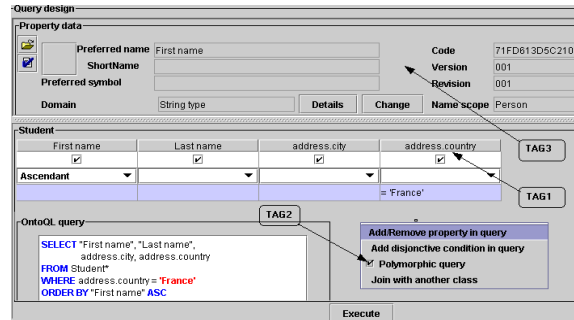 Query design
Property data
Preferred name First name Code 71FD613D5C210
ShortName Version 001
Preferred symbol Revision 001
Domain String type Details Change Name scope Person
Student
First name Last name address.city address.country TAG3
Ascendant
= 'France' TAG1
TAG2
OntoQL query
Add/Remove property in query
SELECT "First name", "Last name",
Add disjonctive condition in query
address.city, address.country
Polymorphic query
FROM Student*
Join with another class
WHERE address.country = 'France'
ORDER BY "First name" ASC
Execute